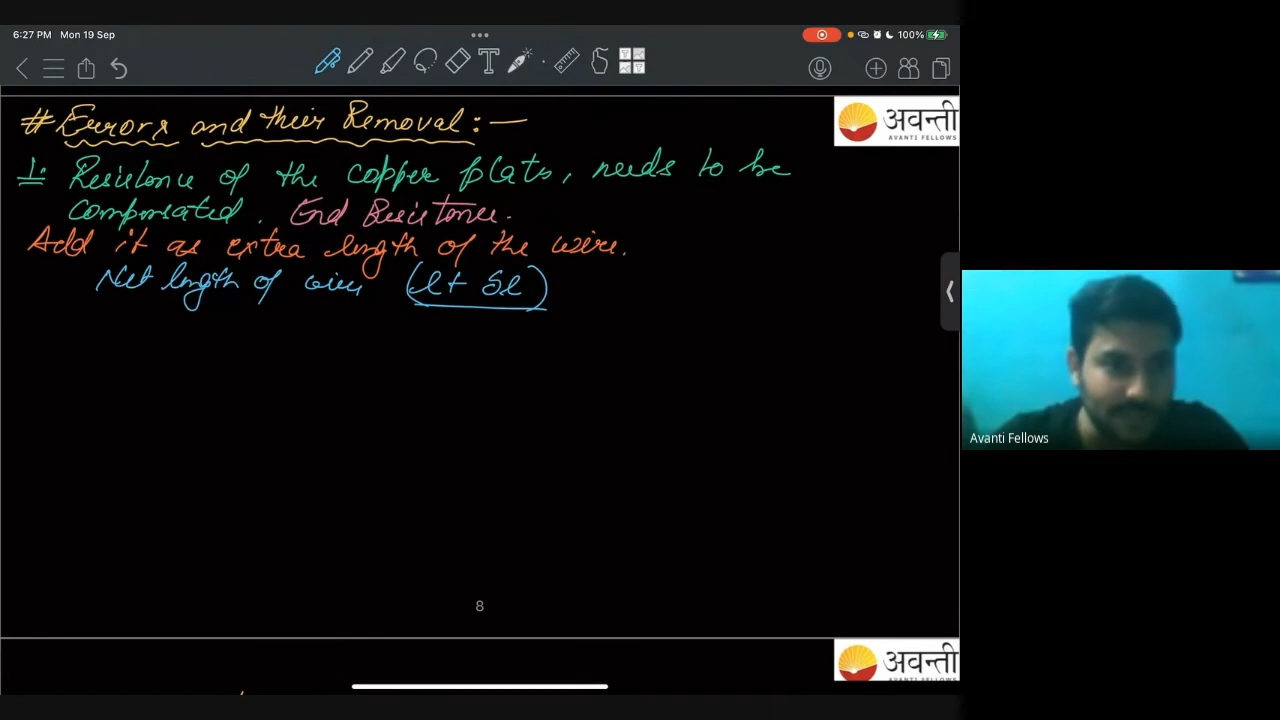 6:27 PM Mon 19 Sep
100%
# Errors and their Removal :—
अवन्ती
AVANTI FELLOWS
1. Resistance of the copper plats, needs to be
compensated. End Resistance.
Add it as extra length of the wire.
Net length of wire (l + δl)
Avanti Fellows
8
अवन्ती
AVANTI FELLOWS